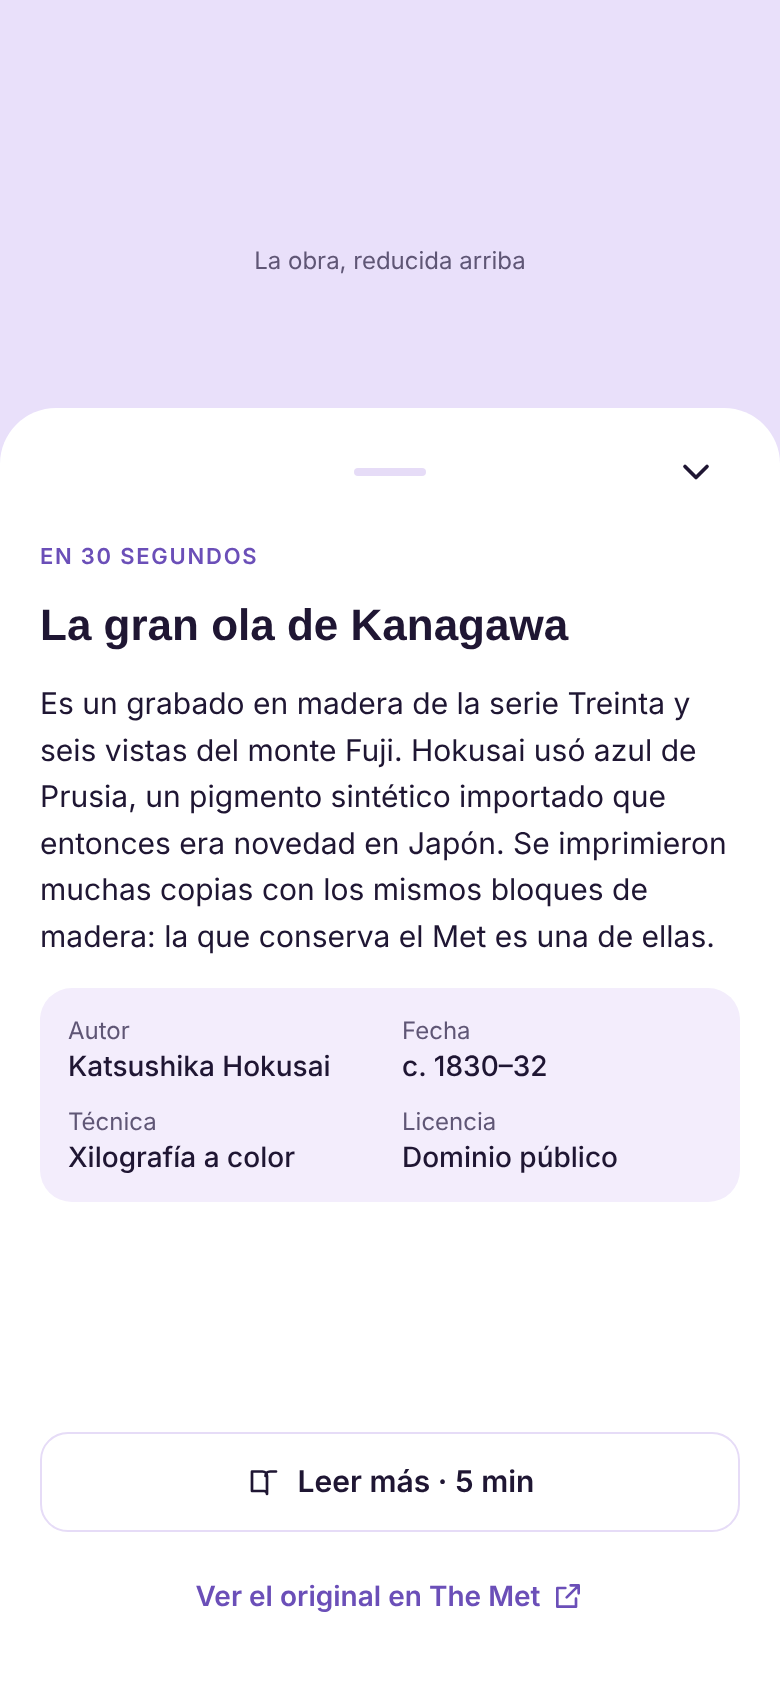 La obra, reducida arriba
EN 30 SEGUNDOS
La gran ola de Kanagawa
Es un grabado en madera de la serie Treinta y
seis vistas del monte Fuji. Hokusai usó azul de
Prusia, un pigmento sintético importado que
entonces era novedad en Japón. Se imprimieron
muchas copias con los mismos bloques de
madera: la que conserva el Met es una de ellas.
Autor
Katsushika Hokusai
Fecha
c. 1830–32
Técnica
Xilografía a color
Licencia
Dominio público
Leer más · 5 min
Ver el original en The Met